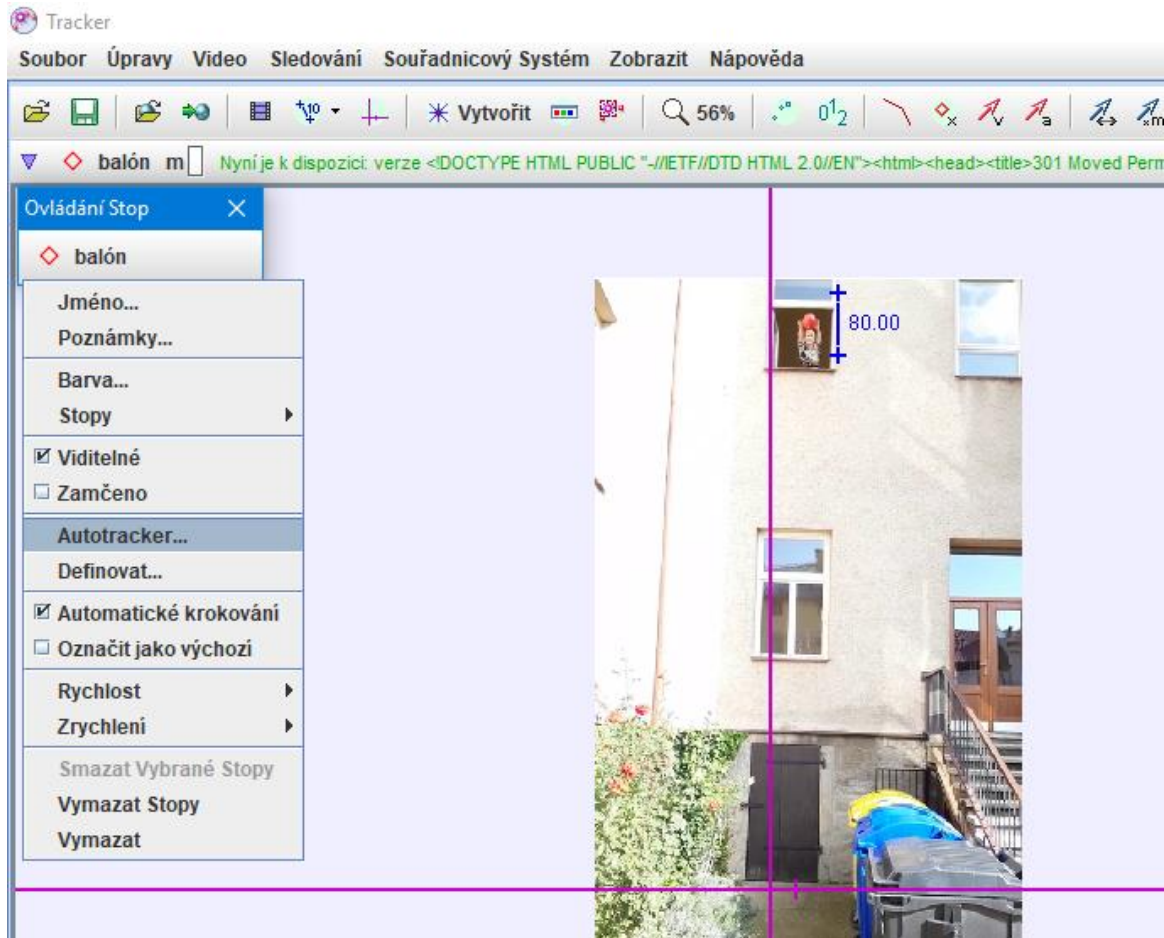 Tracker
Soubor Úpravy Video Sledování Souřadnicový Systém Zobrazit Nápověda
Vytvořit 56%
balón m Nyní je k dispozici: verze <!DOCTYPE HTML PUBLIC "-//IETF//DTD HTML 2.0//EN"><html><head><title>301 Moved Perm
Ovládání Stop
balón
Jméno...
Poznámky...
Barva...
Stopy
Viditelné
Zamčeno
Autotracker...
Definovat...
Automatické krokování
Označit jako výchozí
Rychlost
Zrychlení
Smazat Vybrané Stopy
Vymazat Stopy
Vymazat
80.00